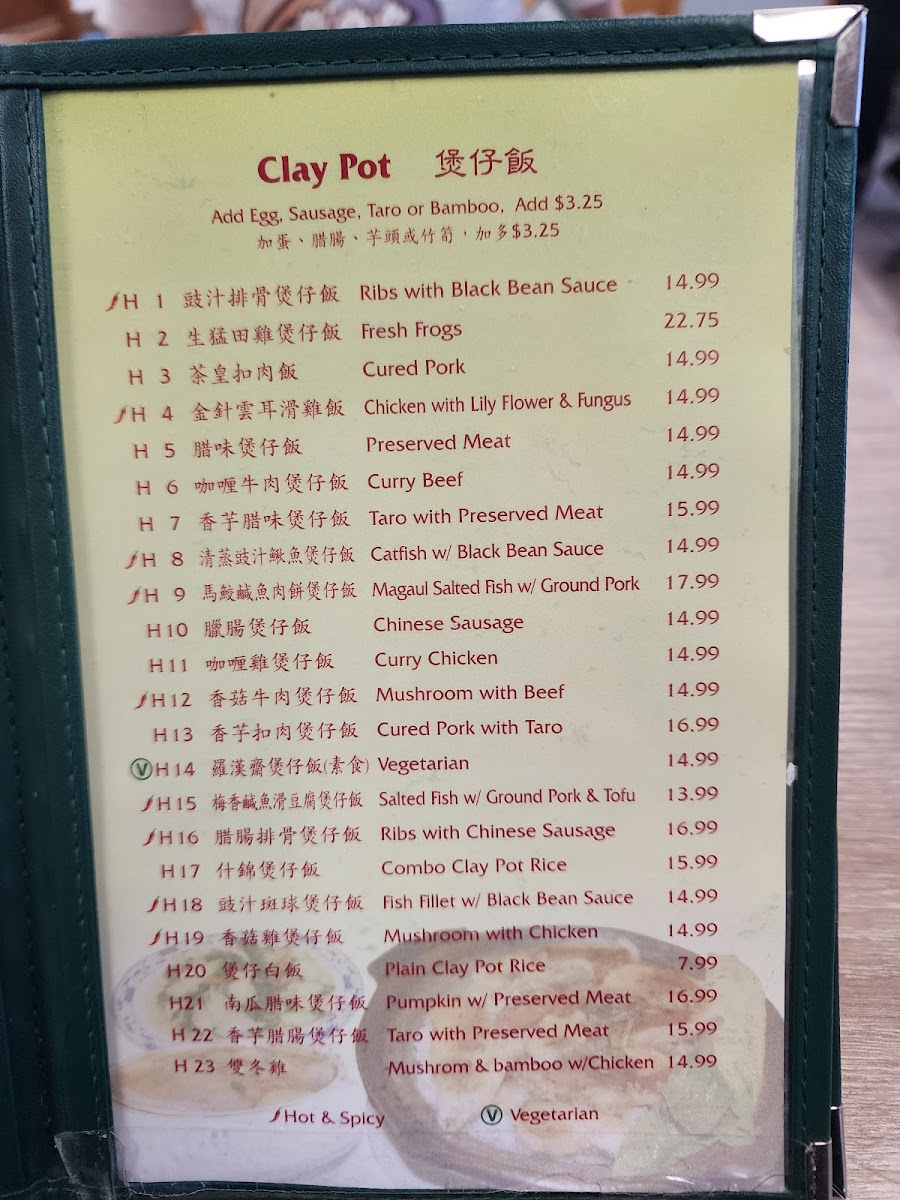 Clay Pot 煲仔飯
Add Egg, Sausage, Taro or Bamboo, Add $3.25
加蛋、腊腸、芋頭或竹筍,加多$3.25
H 1 豉汁排骨煲仔飯 Ribs with Black Bean Sauce 14.99
H 2 生猛田雞煲仔飯 Fresh Frogs 22.75
H 3 茶皇扣肉飯 Cured Pork 14.99
H 4 金針雲耳滑雞飯 Chicken with Lily Flower & Fungus 14.99
H 5 腊味煲仔飯 Preserved Meat 14.99
H 6 咖喱牛肉煲仔飯 Curry Beef 14.99
H 7 香芋腊味煲仔飯 Taro with Preserved Meat 15.99
H 8 清蒸豉汁鰍魚煲仔飯 Catfish w/ Black Bean Sauce 14.99
H 9 馬鮫鹹魚肉餅煲仔飯 Magaul Salted Fish w/ Ground Pork 17.99
H10 臘腸煲仔飯 Chinese Sausage 14.99
H11 咖喱雞煲仔飯 Curry Chicken 14.99
H12 香菇牛肉煲仔飯 Mushroom with Beef 14.99
H13 香芋扣肉煲仔飯 Cured Pork with Taro 16.99
V H14 羅漢齋煲仔飯(素食) Vegetarian 14.99
H15 梅香鹹魚滑豆腐煲仔飯 Salted Fish w/ Ground Pork & Tofu 13.99
H16 腊腸排骨煲仔飯 Ribs with Chinese Sausage 16.99
H17 什錦煲仔飯 Combo Clay Pot Rice 15.99
H18 豉汁斑球煲仔飯 Fish Fillet w/ Black Bean Sauce 14.99
H19 香菇雞煲仔飯 Mushroom with Chicken 14.99
H20 煲仔白飯 Plain Clay Pot Rice 7.99
H21 南瓜腊味煲仔飯 Pumpkin w/ Preserved Meat 16.99
H 22 香芋腊腸煲仔飯 Taro with Preserved Meat 15.99
H 23 雙冬雞 Mushrom & bamboo w/Chicken 14.99
Hot & Spicy V Vegetarian